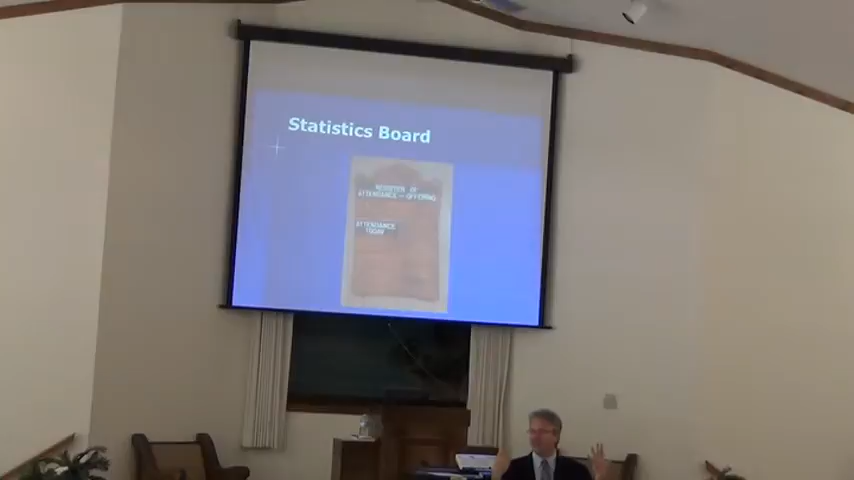 Statistics Board
REGISTER OF
ATTENDANCE — OFFERING
ATTENDANCE
TODAY